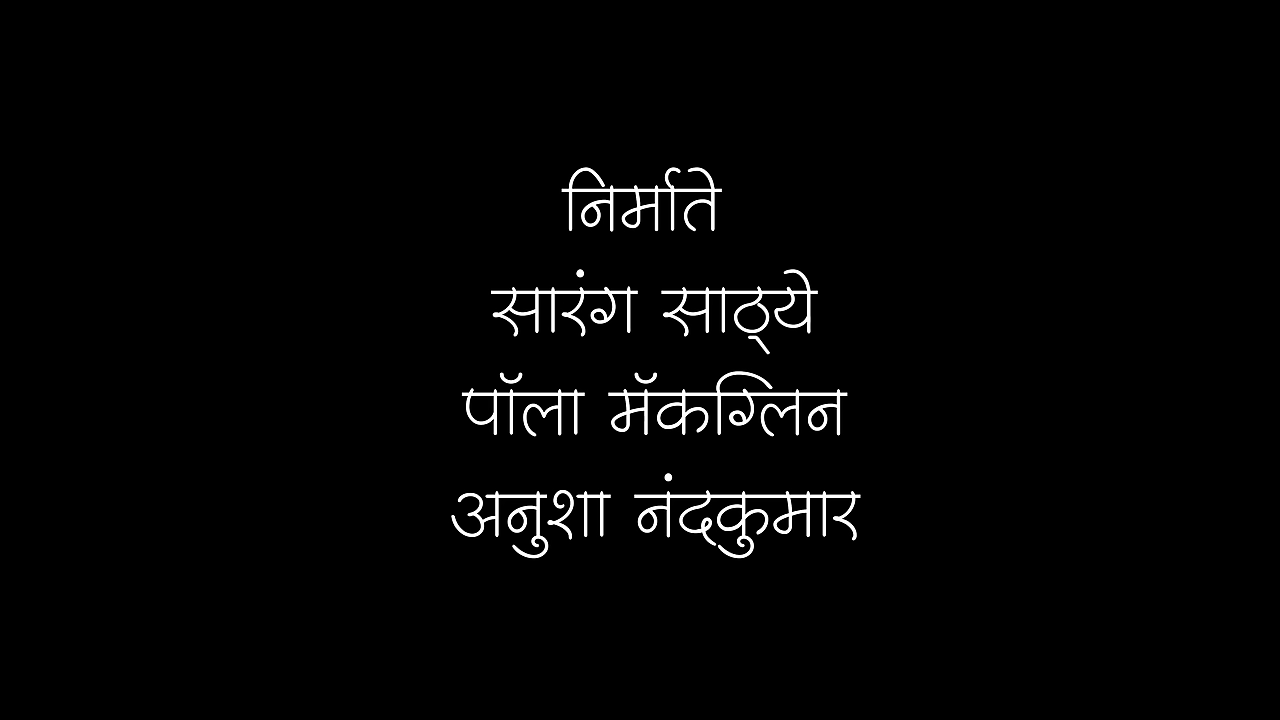 निर्माते
सारंग साठ्ये
पॉला मॅकग्लिन
अनुशा नंदकुमार